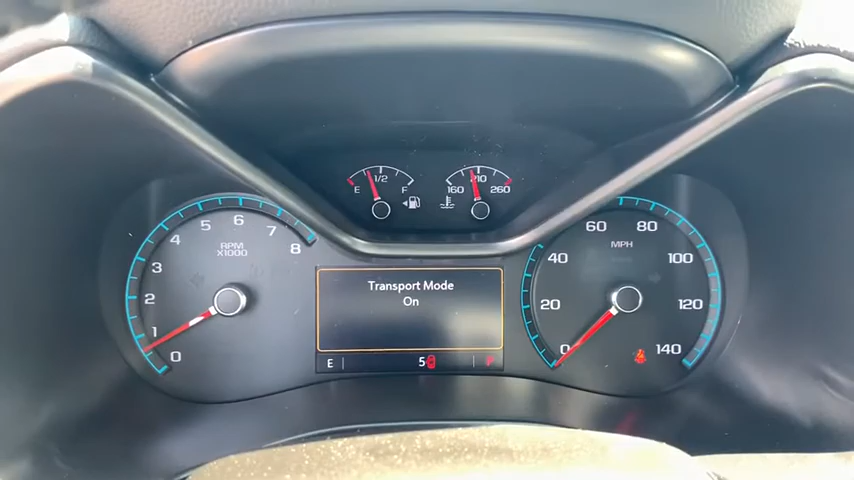 E 1/2 F
160 210 260
0 1 2 3 4 5 6 7 8
RPM
X1000
Transport Mode
On
E 5 P
0 20 40 60 80 100 120 140
MPH